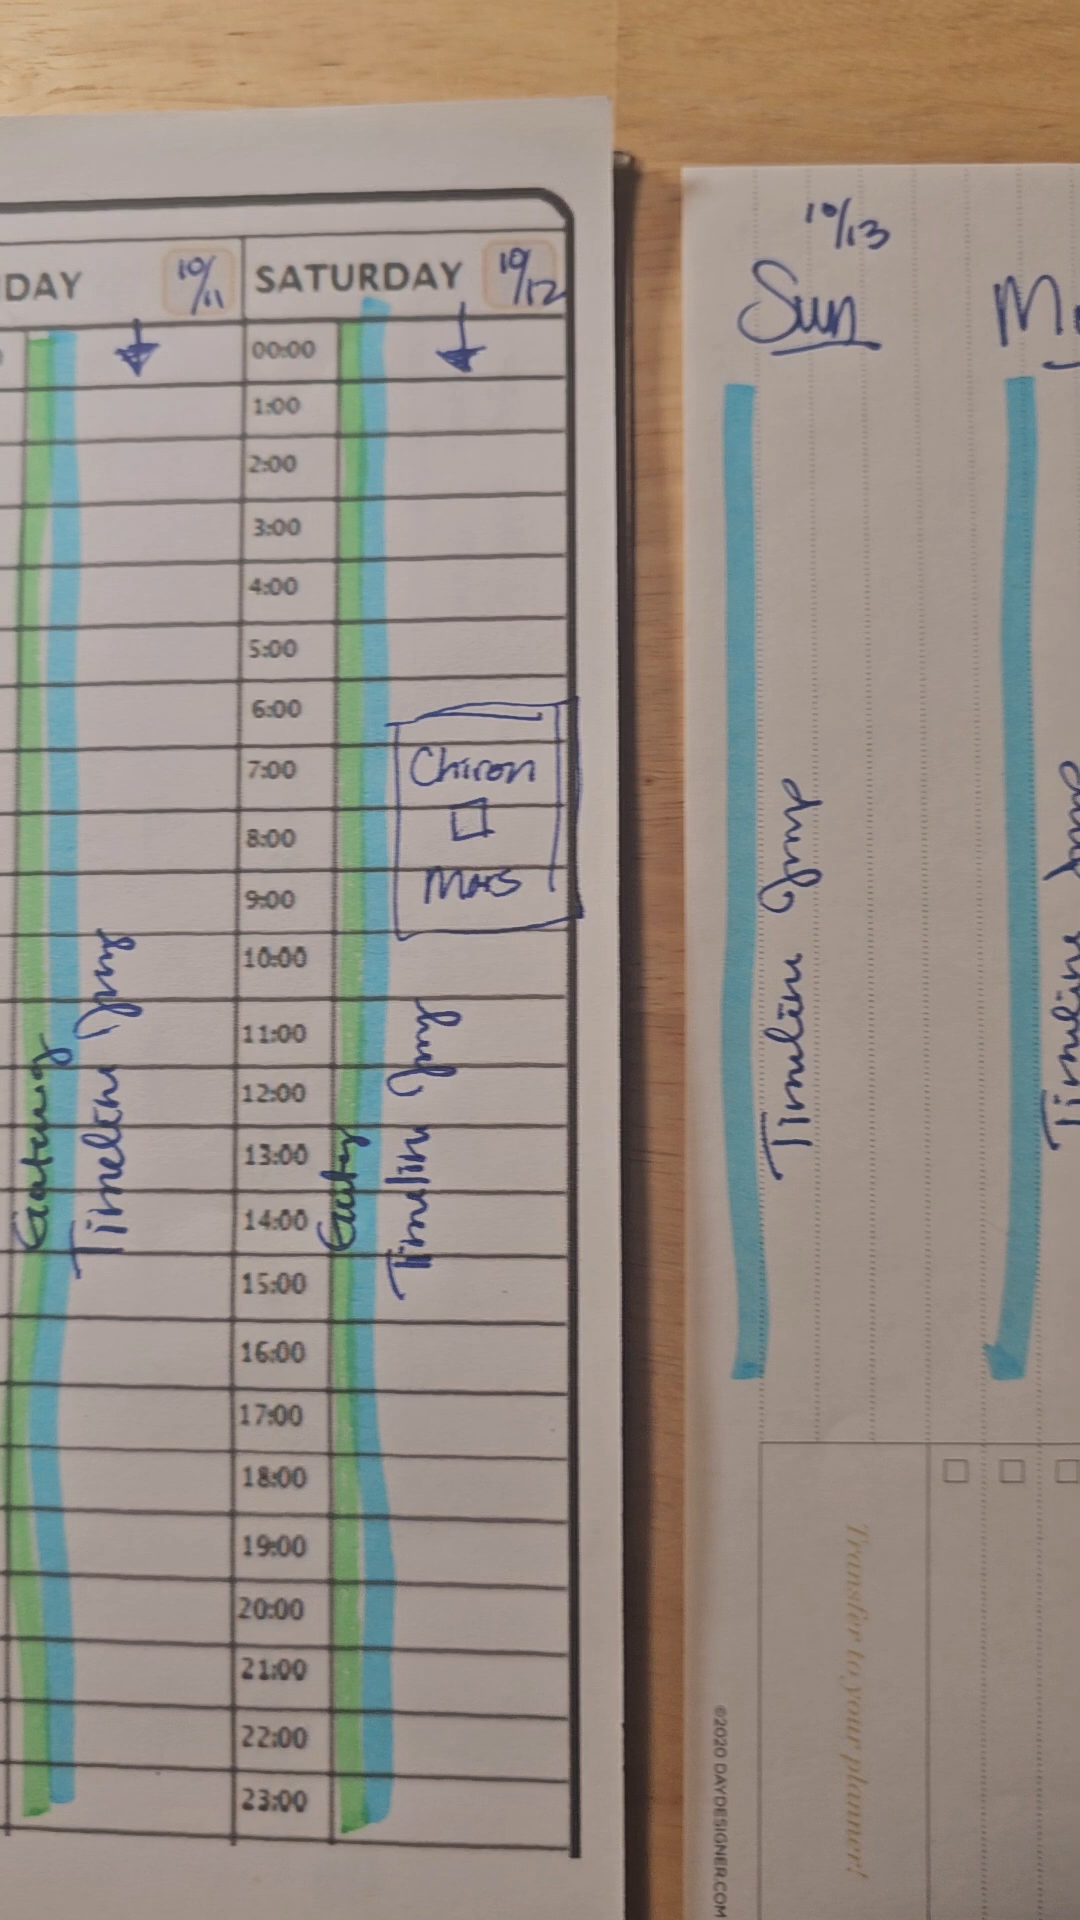 DAY 10/11
SATURDAY 10/12
00:00
1:00
2:00
3:00
4:00
5:00
6:00
7:00
8:00
9:00
10:00
11:00
12:00
13:00
14:00
15:00
16:00
17:00
18:00
19:00
20:00
21:00
22:00
23:00
Chiron
Mars
Timeline Jump
Timeline Jump
10/13
Sun
Timeline Jump
Timeline Jump
Transfer to your planner!
©2020 DAYDESIGNER.COM